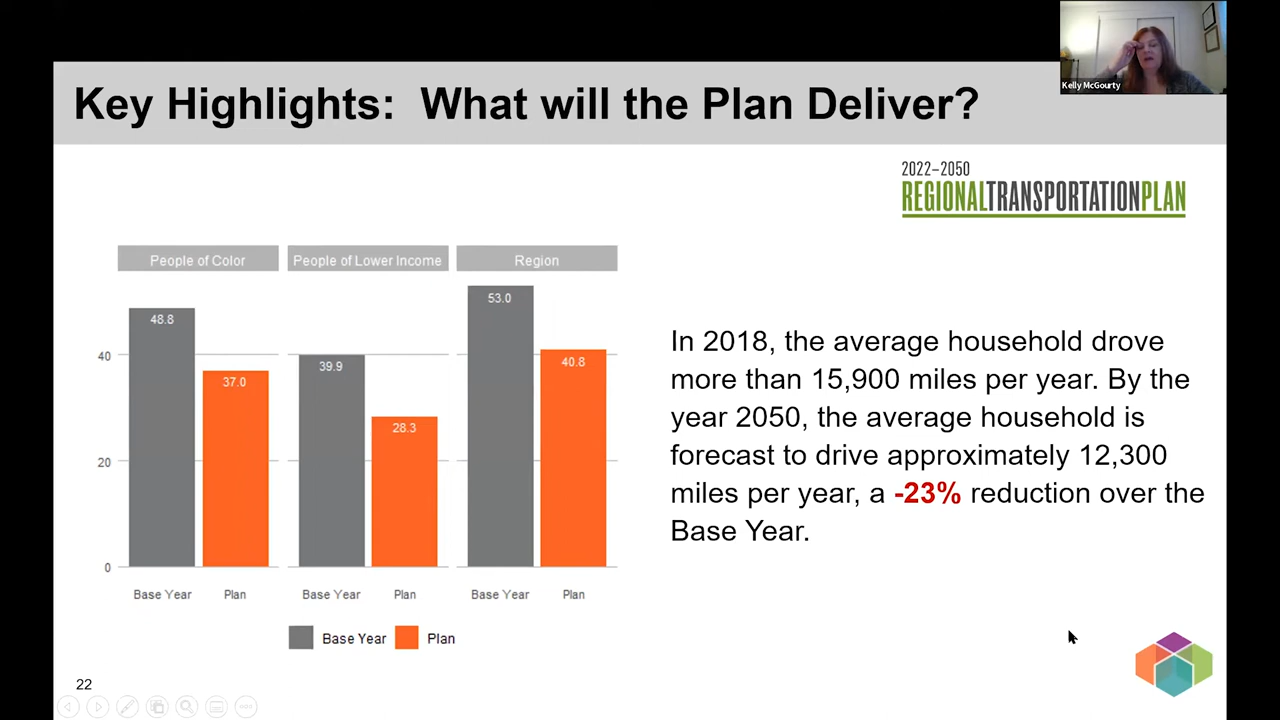 Kelly McGourty
Key Highlights:  What will the Plan Deliver?
2022–2050
REGIONALTRANSPORTATIONPLAN
People of Color
People of Lower Income
Region
48.8
37.0
39.9
28.3
53.0
40.8
40
20
0
Base Year
Plan
Base Year
Plan
Base Year
Plan
Base Year
Plan
In 2018, the average household drove
more than 15,900 miles per year. By the
year 2050, the average household is
forecast to drive approximately 12,300
miles per year, a -23% reduction over the
Base Year.
22